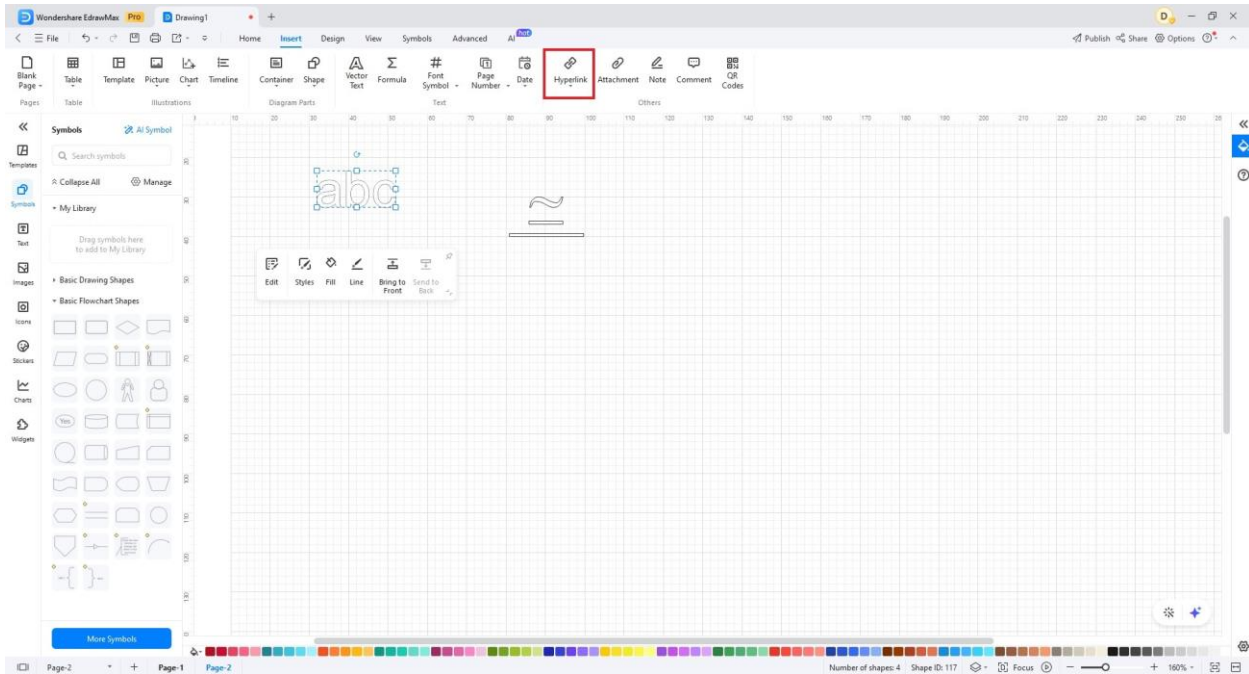 Wondershare EdrawMax Pro Drawing1
File Home Insert Design View Symbols Advanced AI hot Publish Share Options
Blank Page Table Template Picture Chart Timeline Container Shape Vector Text Formula Font Symbol Page Number Date Hyperlink Attachment Note Comment QR Codes
Pages Table Illustrations Diagram Parts Text Others
Symbols AI Symbol
Search symbols
Collapse All Manage
My Library
Drag symbols here
to add to My Library
Basic Drawing Shapes
Basic Flowchart Shapes
Yes
More Symbols
Templates
Symbols
Text
Images
Icons
Stickers
Charts
Widgets
abc
≈
Edit Styles Fill Line Bring to Front Send to Back
Page-2 Page-1 Page-2 Number of shapes: 4 Shape ID: 117 Focus 160%